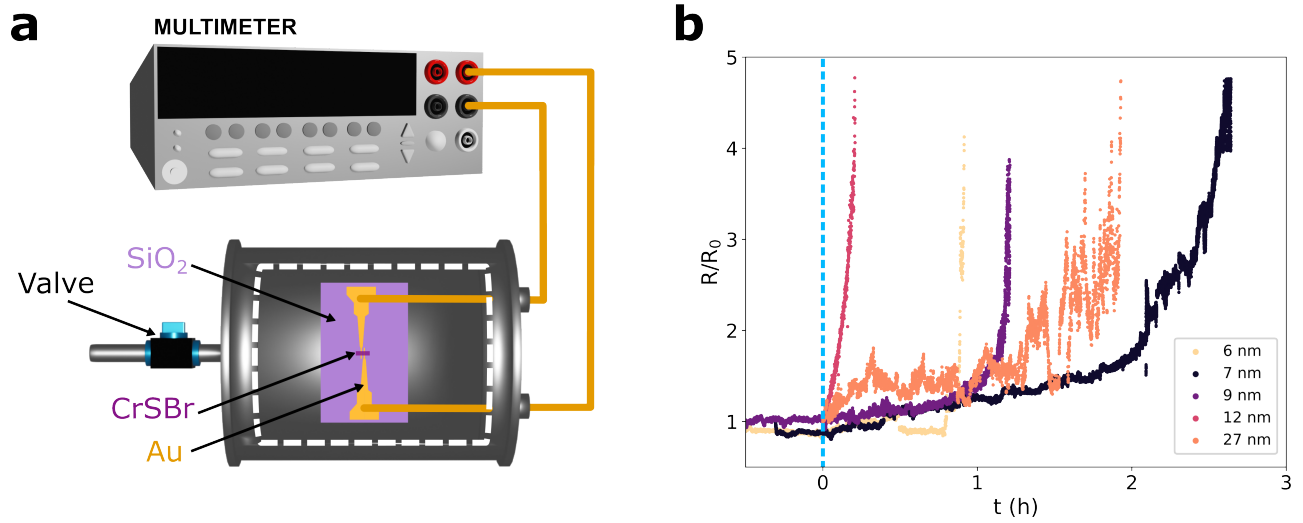 a
MULTIMETER
SiO₂
Valve
CrSBr
Au
b
5
4
3
2
1
R/R₀
0
1
2
3
t (h)
6 nm
7 nm
9 nm
12 nm
27 nm